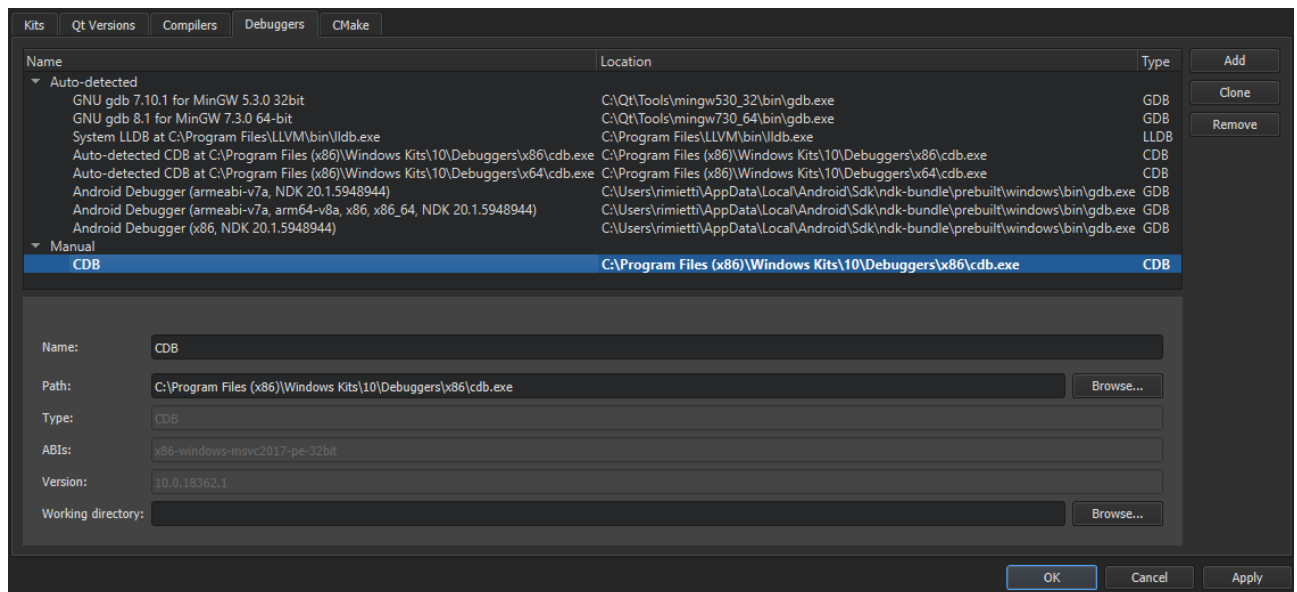 Kits Qt Versions Compilers Debuggers CMake
Name Location Type
Auto-detected
GNU gdb 7.10.1 for MinGW 5.3.0 32bit C:\Qt\Tools\mingw530_32\bin\gdb.exe GDB
GNU gdb 8.1 for MinGW 7.3.0 64-bit C:\Qt\Tools\mingw730_64\bin\gdb.exe GDB
System LLDB at C:\Program Files\LLVM\bin\lldb.exe C:\Program Files\LLVM\bin\lldb.exe LLDB
Auto-detected CDB at C:\Program Files (x86)\Windows Kits\10\Debuggers\x86\cdb.exe C:\Program Files (x86)\Windows Kits\10\Debuggers\x86\cdb.exe CDB
Auto-detected CDB at C:\Program Files (x86)\Windows Kits\10\Debuggers\x64\cdb.exe C:\Program Files (x86)\Windows Kits\10\Debuggers\x64\cdb.exe CDB
Android Debugger (armeabi-v7a, NDK 20.1.5948944) C:\Users\rimietti\AppData\Local\Android\Sdk\ndk-bundle\prebuilt\windows\bin\gdb.exe GDB
Android Debugger (armeabi-v7a, arm64-v8a, x86, x86_64, NDK 20.1.5948944) C:\Users\rimietti\AppData\Local\Android\Sdk\ndk-bundle\prebuilt\windows\bin\gdb.exe GDB
Android Debugger (x86, NDK 20.1.5948944) C:\Users\rimietti\AppData\Local\Android\Sdk\ndk-bundle\prebuilt\windows\bin\gdb.exe GDB
Manual
CDB C:\Program Files (x86)\Windows Kits\10\Debuggers\x86\cdb.exe CDB
Add
Clone
Remove
Name: CDB
Path: C:\Program Files (x86)\Windows Kits\10\Debuggers\x86\cdb.exe Browse...
Type: CDB
ABIs: x86-windows-msvc2017-pe-32bit
Version: 10.0.18362.1
Working directory: Browse...
OK Cancel Apply